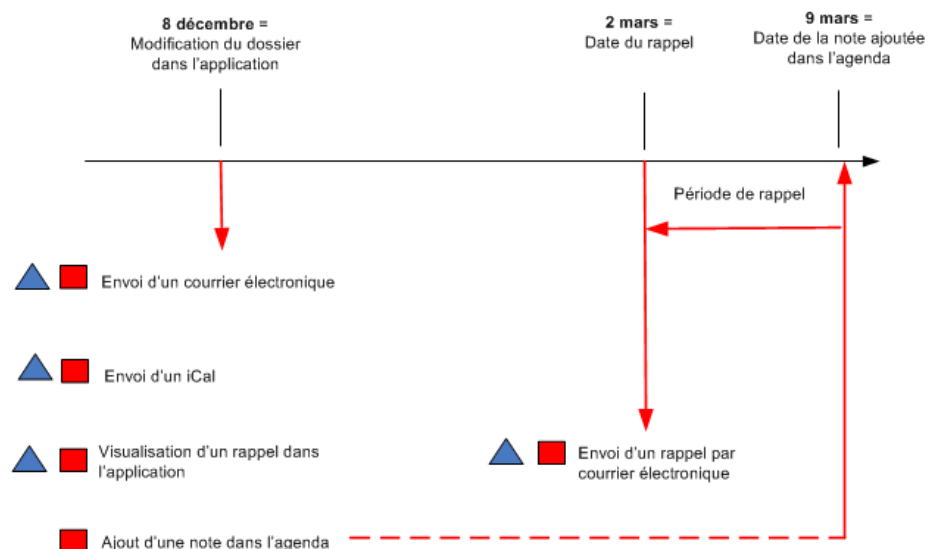 8 décembre =
Modification du dossier
dans l'application
2 mars =
Date du rappel
9 mars =
Date de la note ajoutée
dans l'agenda
Période de rappel
Envoi d'un courrier électronique
Envoi d'un iCal
Visualisation d'un rappel dans
l'application
Envoi d'un rappel par
courrier électronique
Ajout d'une note dans l'agenda